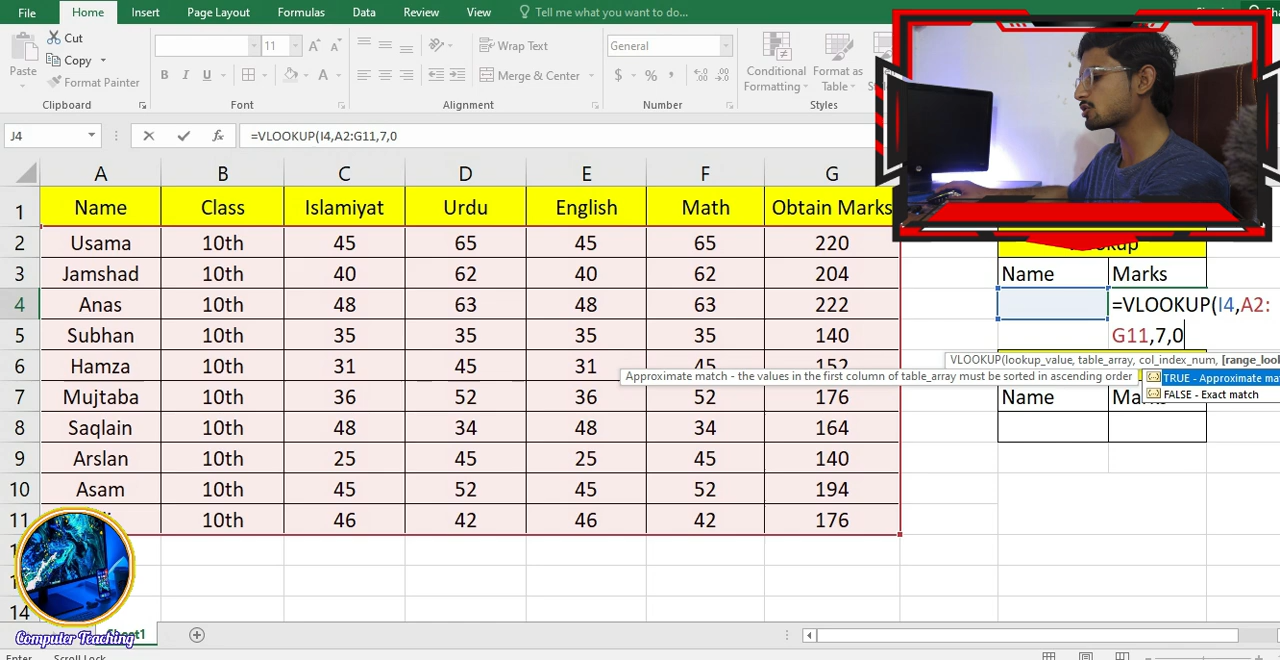 File Home Insert Page Layout Formulas Data Review View Tell me what you want to do...
Cut
Copy
Format Painter
Paste
Clipboard
11
B I U
Font
Wrap Text
Merge & Center
Alignment
General
$ % ,
Number
Conditional Formatting
Format as Table
Styles
J4 =VLOOKUP(I4,A2:G11,7,0
A B C D E F G
1 Name Class Islamiyat Urdu English Math Obtain Marks
2 Usama 10th 45 65 45 65 220
3 Jamshad 10th 40 62 40 62 204 Name Marks
4 Anas 10th 48 63 48 63 222 =VLOOKUP(I4,A2:
5 Subhan 10th 35 35 35 35 140 G11,7,0
VLOOKUP(lookup_value, table_array, col_index_num,
6 Hamza 10th 31 45 31 45 152
Approximate match - the values in the first column of table_array must be sorted in ascending order
TRUE - Approximate
FALSE - Exact match
7 Mujtaba 10th 36 52 36 52 176 Name
8 Saqlain 10th 48 34 48 34 164
9 Arslan 10th 25 45 25 45 140
10 Asam 10th 45 52 45 52 194
11 10th 46 42 46 42 176
14
Computer Teaching
Enter Scroll Lock